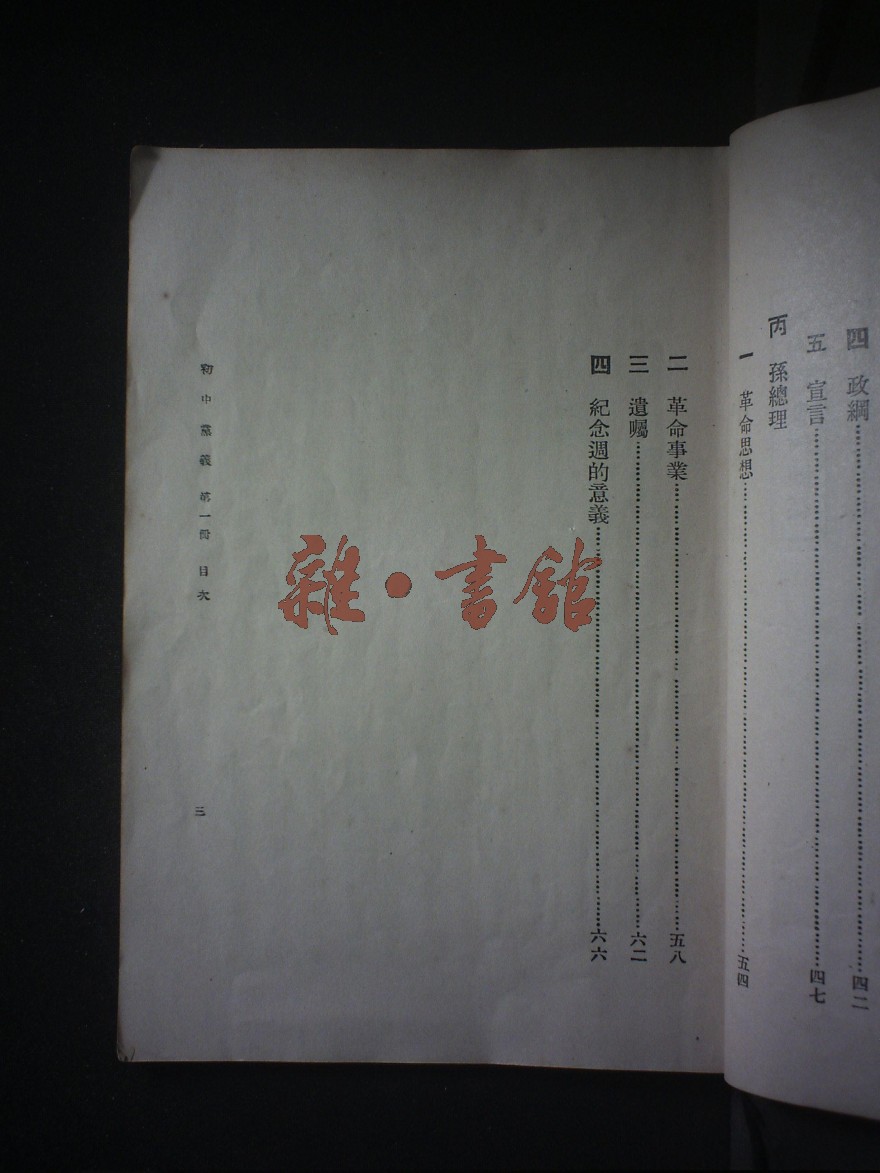 四　政綱……四二
五　宣言……四七
丙　孫總理
一　革命思想……五四
二　革命事業……五八
三　遺囑……六二
四　紀念週的意義……六六
初中黨義　第一冊　目次
三
雜·書館